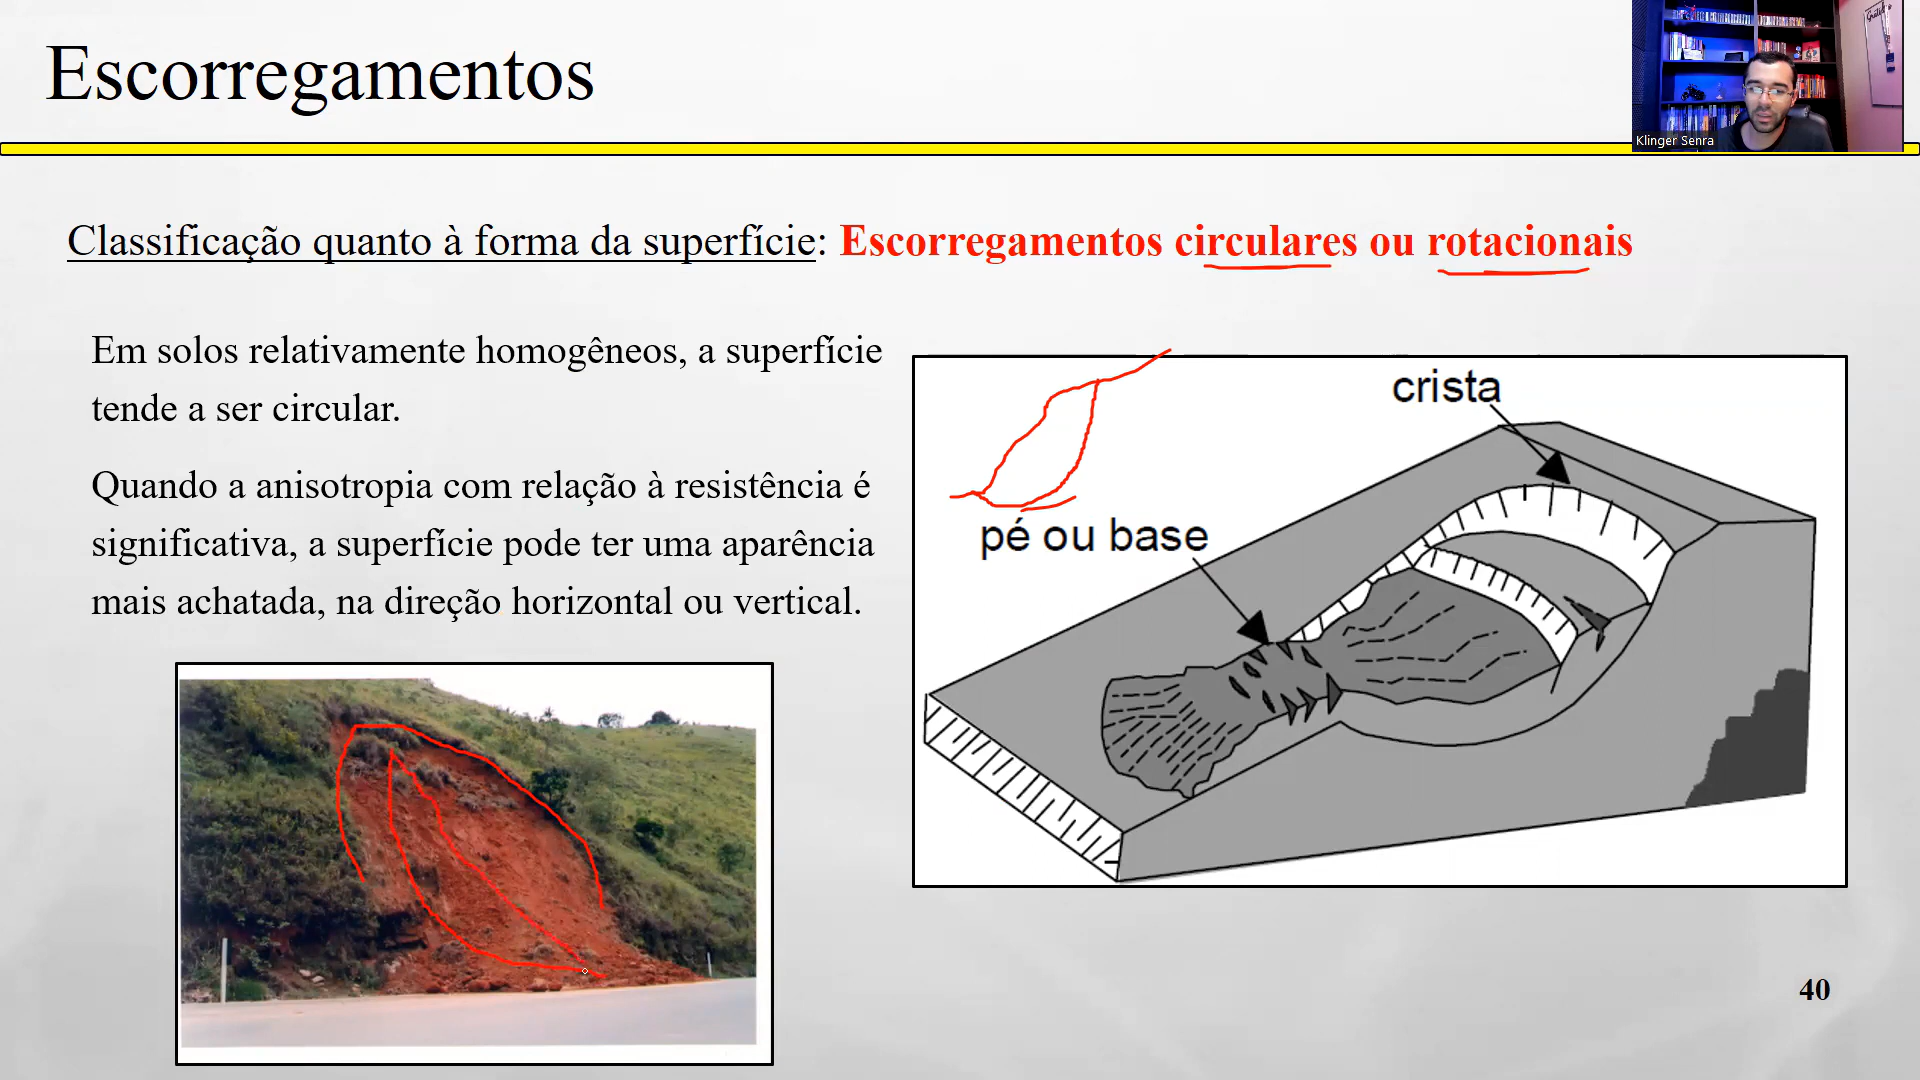 Escorregamentos
Klinger Senra
Classificação quanto à forma da superfície: Escorregamentos circulares ou rotacionais
Em solos relativamente homogêneos, a superfície
tende a ser circular.
Quando a anisotropia com relação à resistência é
significativa, a superfície pode ter uma aparência
mais achatada, na direção horizontal ou vertical.
crista
pé ou base
40